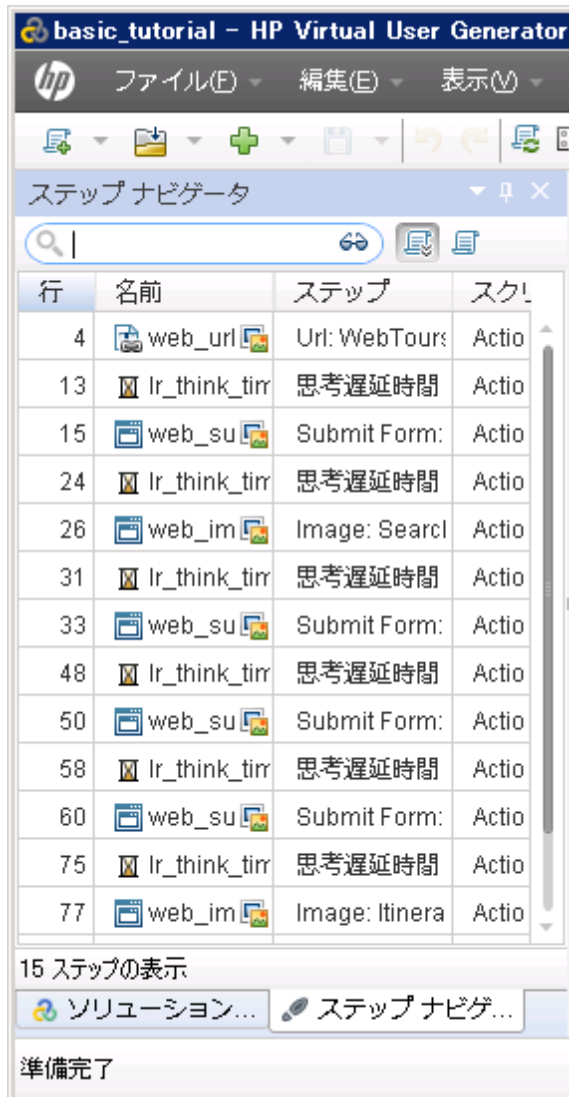 basic_tutorial - HP Virtual User Generator
hp ファイル(F) 編集(E) 表示(V)
ステップ ナビゲータ
行 名前 ステップ スクリ
4 web_url Url: WebTours Actio
13 lr_think_tim 思考遅延時間 Actio
15 web_su Submit Form: Actio
24 lr_think_tim 思考遅延時間 Actio
26 web_im Image: Searcl Actio
31 lr_think_tim 思考遅延時間 Actio
33 web_su Submit Form: Actio
48 lr_think_tim 思考遅延時間 Actio
50 web_su Submit Form: Actio
58 lr_think_tim 思考遅延時間 Actio
60 web_su Submit Form: Actio
75 lr_think_tim 思考遅延時間 Actio
77 web_im Image: Itinera Actio
15 ステップの表示
ソリューション... ステップ ナビゲ...
準備完了